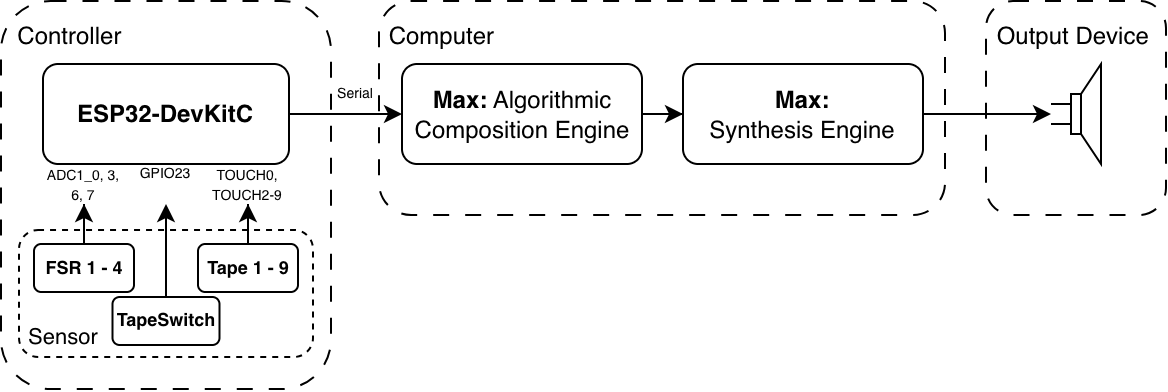 Controller
ESP32-DevKitC
ADC1_0, 3,
6, 7
GPIO23
TOUCH0,
TOUCH2-9
FSR 1 - 4
Tape 1 - 9
TapeSwitch
Sensor
Serial
Computer
Max: Algorithmic
Composition Engine
Max:
Synthesis Engine
Output Device